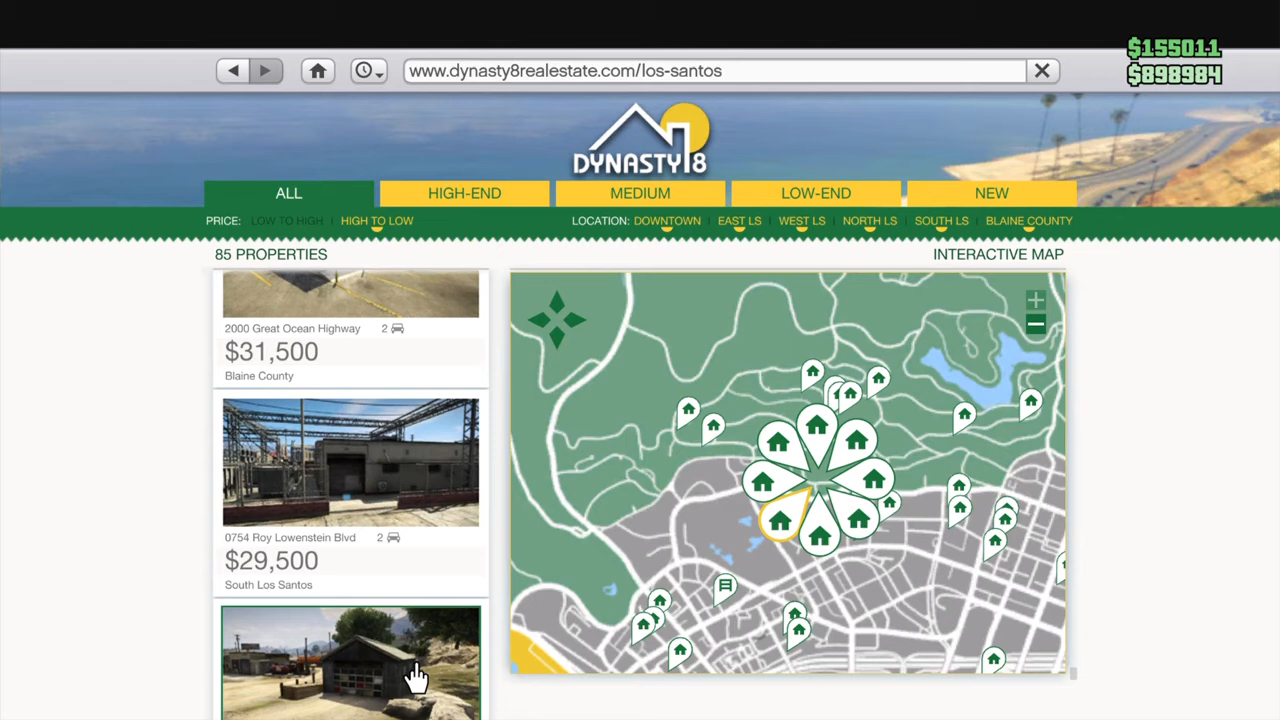 $155011
$898984
www.dynasty8realestate.com/los-santos
DYNASTY 8
ALL
HIGH-END
MEDIUM
LOW-END
NEW
PRICE: LOW TO HIGH HIGH TO LOW
LOCATION: DOWNTOWN EAST LS WEST LS NORTH LS SOUTH LS BLAINE COUNTY
85 PROPERTIES
INTERACTIVE MAP
2000 Great Ocean Highway 2
$31,500
Blaine County
0754 Roy Lowenstein Blvd 2
$29,500
South Los Santos